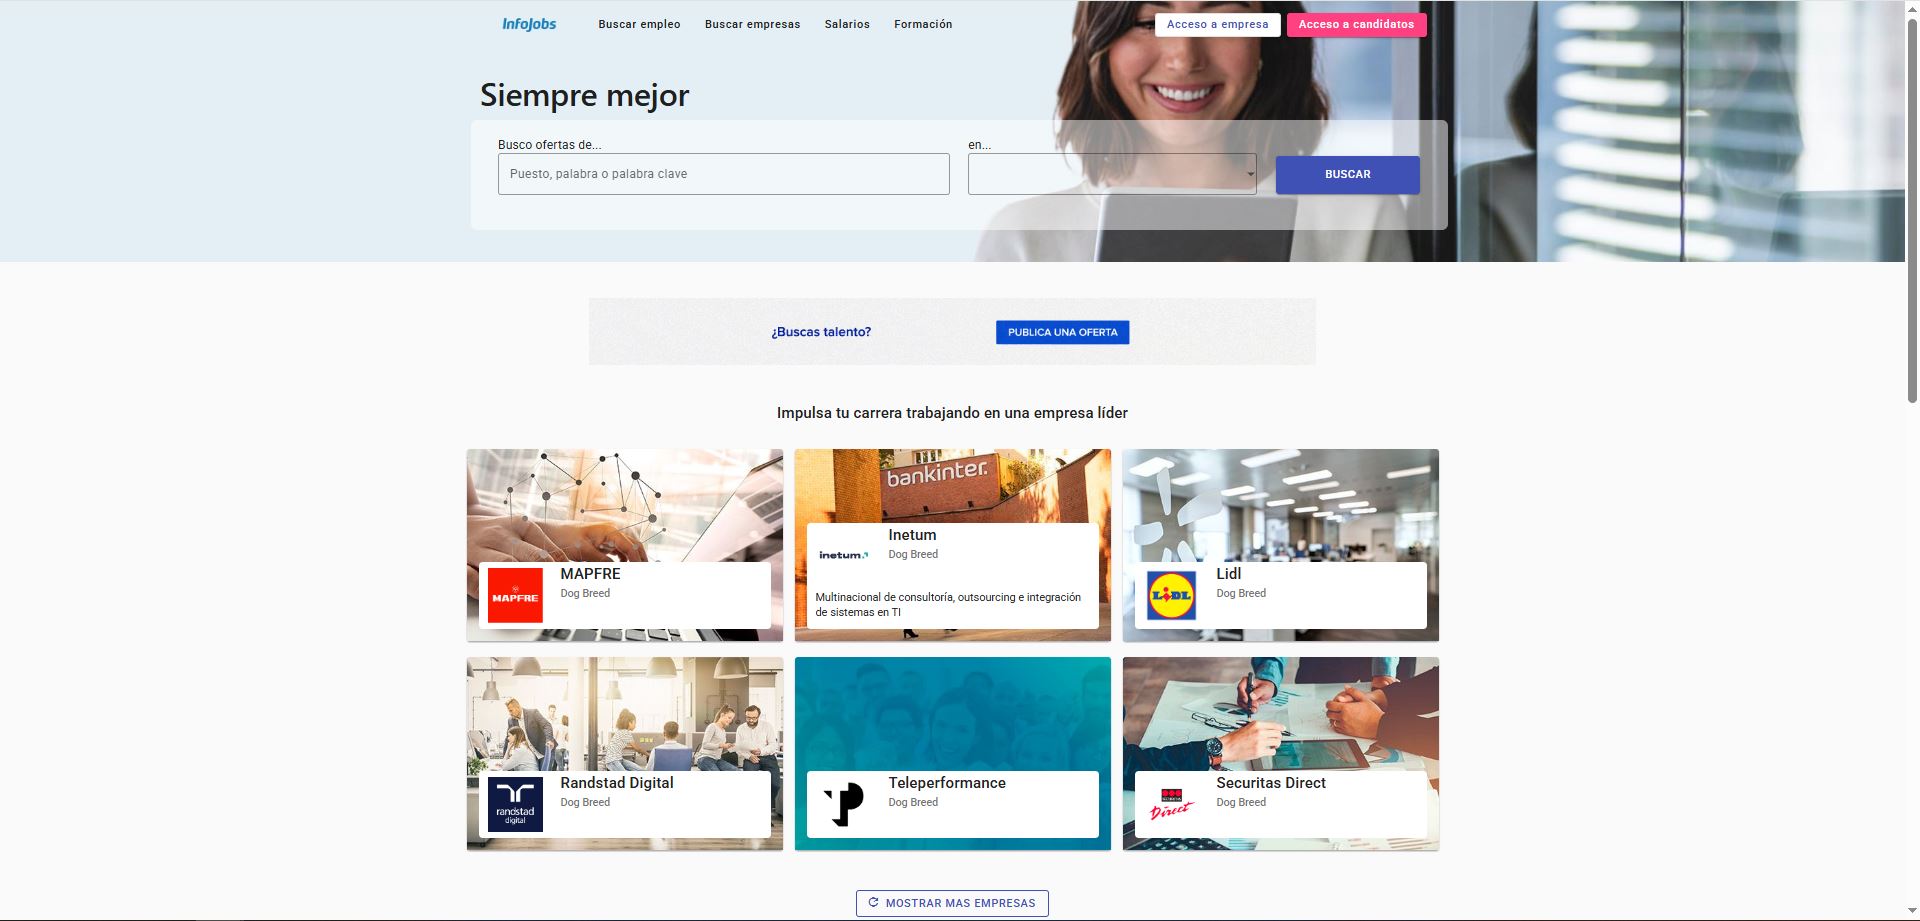 InfoJobs
Buscar empleo
Buscar empresas
Salarios
Formación
Acceso a empresa
Acceso a candidatos
Siempre mejor
Busco ofertas de...
en...
Puesto, palabra o palabra clave
BUSCAR
¿Buscas talento?
PUBLICA UNA OFERTA
Impulsa tu carrera trabajando en una empresa líder
MAPFRE
MAPFRE
Dog Breed
bankinter.
inetum.
Inetum
Dog Breed
Multinacional de consultoría, outsourcing e integración
de sistemas en TI
LIDL
Lidl
Dog Breed
randstad
digital
Randstad Digital
Dog Breed
Teleperformance
Dog Breed
Direct
Securitas Direct
Dog Breed
MOSTRAR MAS EMPRESAS